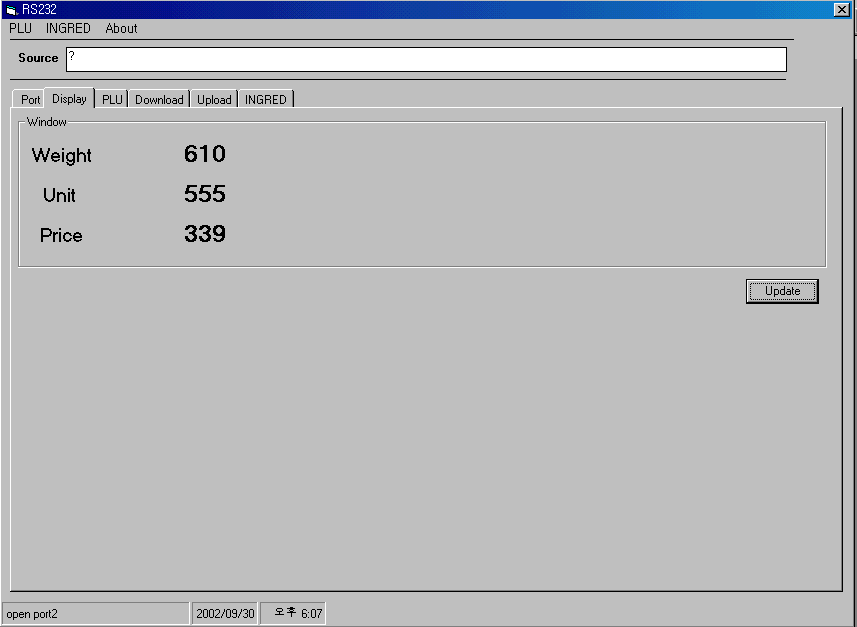 RS232
PLU INGRED About
Source ?
Port Display PLU Download Upload INGRED
Window
Weight 610
Unit 555
Price 339
Update
open port2 2002/09/30 오후 6:07